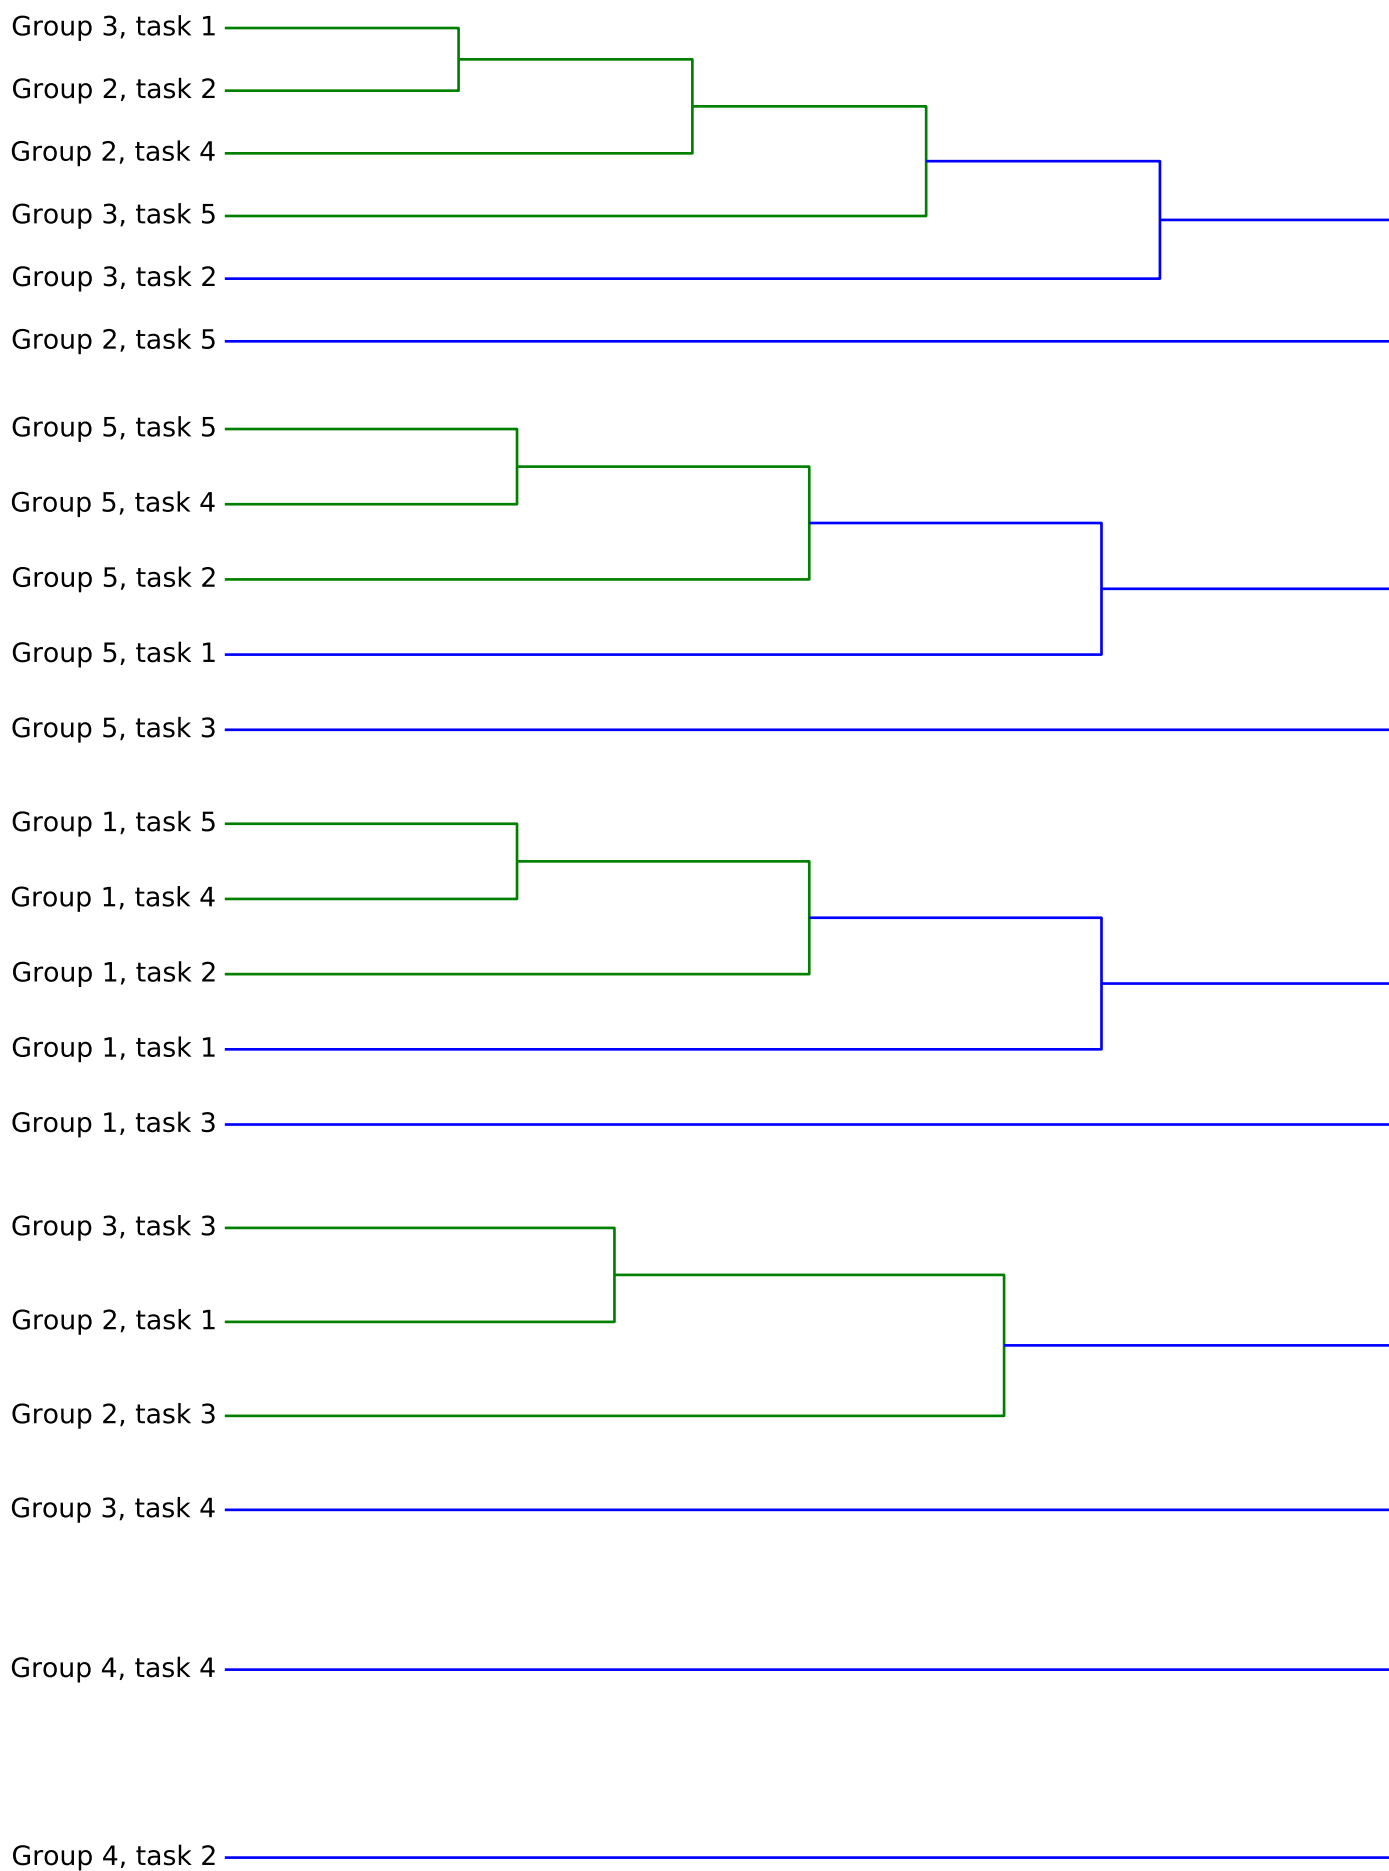 Group 3, task 1
Group 2, task 2
Group 2, task 4
Group 3, task 5
Group 3, task 2
Group 2, task 5
Group 5, task 5
Group 5, task 4
Group 5, task 2
Group 5, task 1
Group 5, task 3
Group 1, task 5
Group 1, task 4
Group 1, task 2
Group 1, task 1
Group 1, task 3
Group 3, task 3
Group 2, task 1
Group 2, task 3
Group 3, task 4
Group 4, task 4
Group 4, task 2